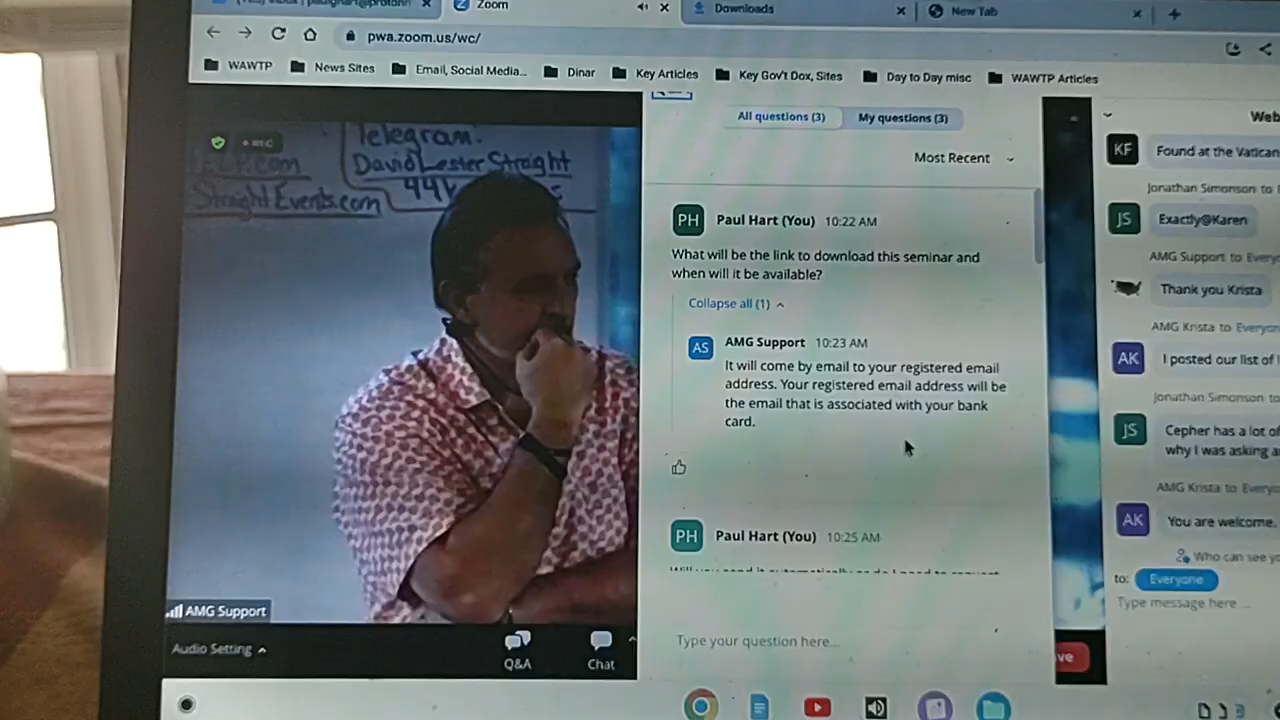 Zoom
Downloads
New Tab
pwa.zoom.us/wc/
WAWTP
News Sites
Email, Social Media...
Dinar
Key Articles
Key Gov't Dox, Sites
Day to Day misc
WAWTP Articles
REC
Telegram:
David Lester Straight
StraightEvents.com
AMG Support
Audio Setting
Q&A
Chat
All questions (3)
My questions (3)
Most Recent
PH
Paul Hart (You) 10:22 AM
What will be the link to download this seminar and
when will it be available?
Collapse all (1)
AS
AMG Support 10:23 AM
It will come by email to your registered email
address. Your registered email address will be
the email that is associated with your bank
card.
PH
Paul Hart (You) 10:25 AM
Type your question here...
Web
KF
Found at the Vatican
Jonathan Simonson to
JS
Exactly@Karen
AMG Support to Every
Thank you Krista
AMG Krista to Everyon
AK
I posted our list of
Jonathan Simonson to
JS
Cepher has a lot of
why I was asking a
AMG Krista to Everyo
AK
You are welcome.
Who can see yo
to: Everyone
Type message here ...
ve